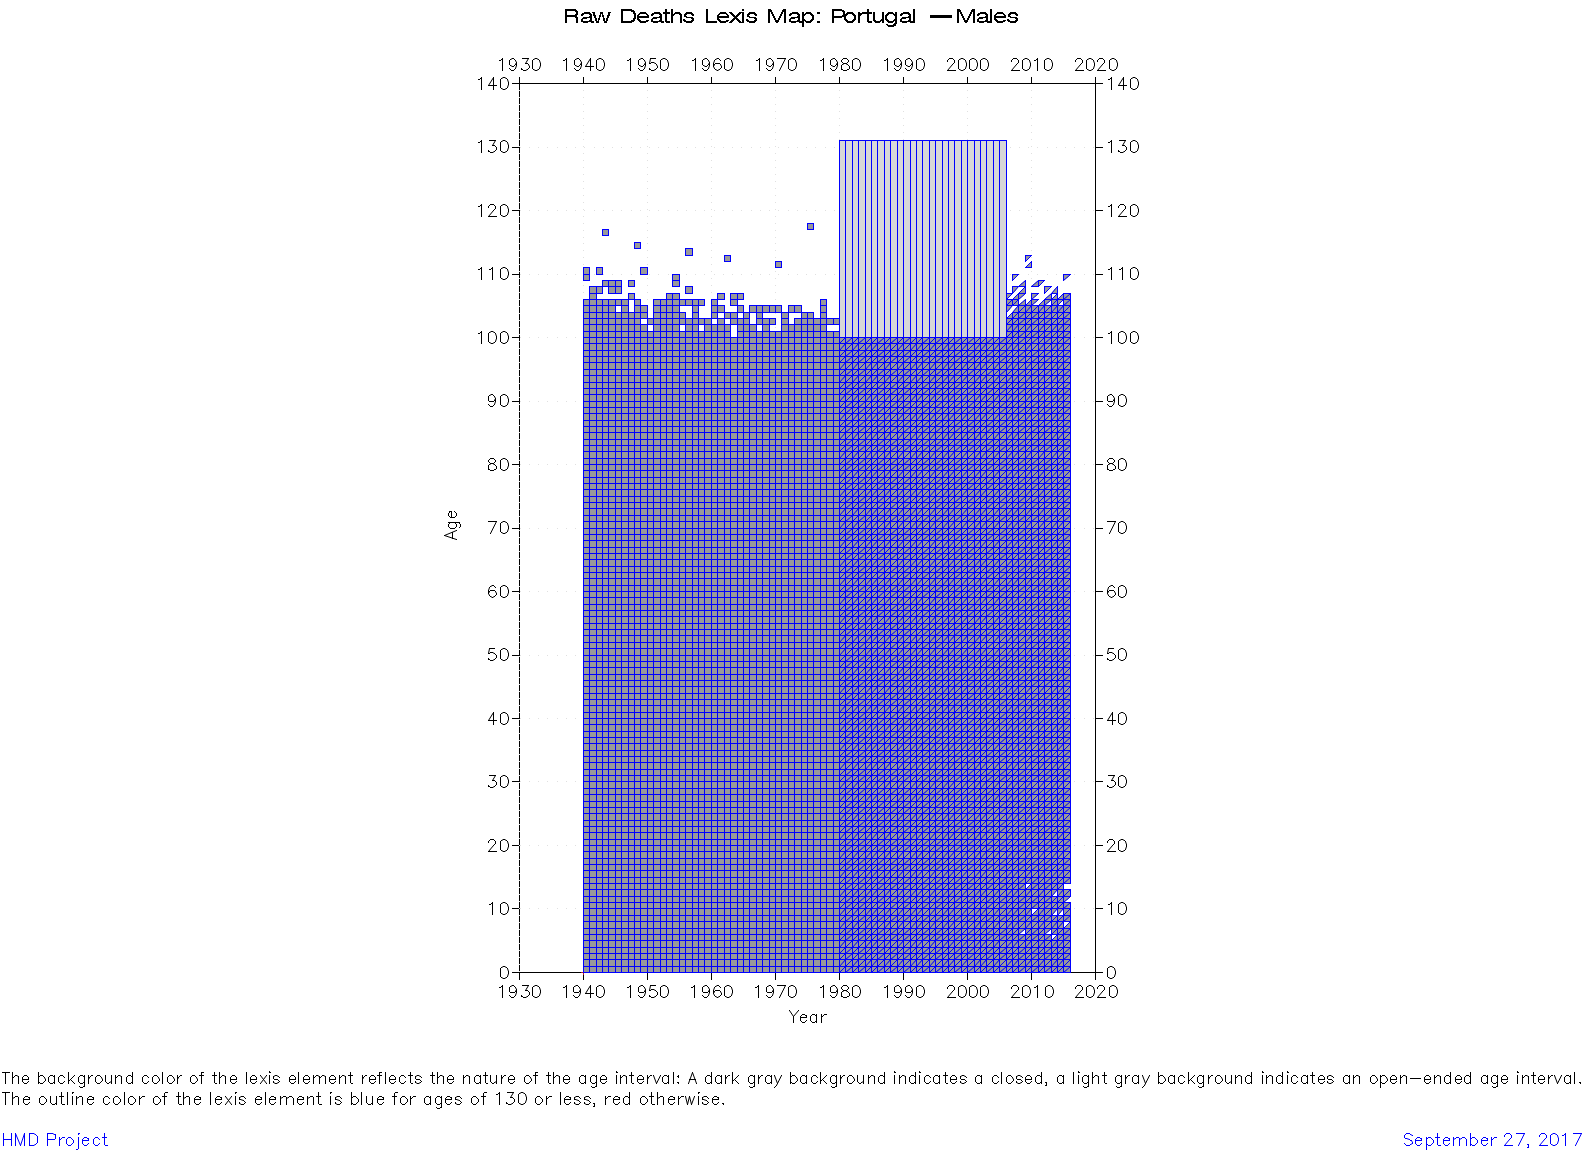 Raw Deaths Lexis Map: Portugal — Males
1930 1940 1950 1960 1970 1980 1990 2000 2010 2020
140 140
130 130
120 120
110 110
100 100
90 90
80 80
70 70
Age
60 60
50 50
40 40
30 30
20 20
10 10
0 0
1930 1940 1950 1960 1970 1980 1990 2000 2010 2020
Year
The background color of the lexis element reflects the nature of the age interval: A dark gray background indicates a closed, a light gray background indicates an open–ended age interval.
The outline color of the lexis element is blue for ages of 130 or less, red otherwise.
HMD Project September 27, 2017